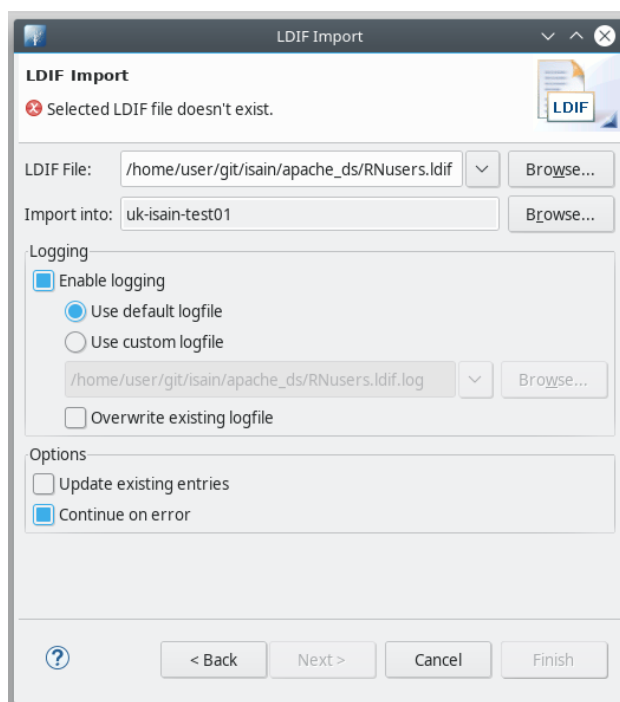 LDIF Import
LDIF Import
Selected LDIF file doesn't exist.
LDIF
LDIF File: /home/user/git/isain/apache_ds/RNusers.ldif Browse...
Import into: uk-isain-test01 Browse...
Logging
Enable logging
Use default logfile
Use custom logfile
/home/user/git/isain/apache_ds/RNusers.ldif.log Browse...
Overwrite existing logfile
Options
Update existing entries
Continue on error
? < Back Next > Cancel Finish